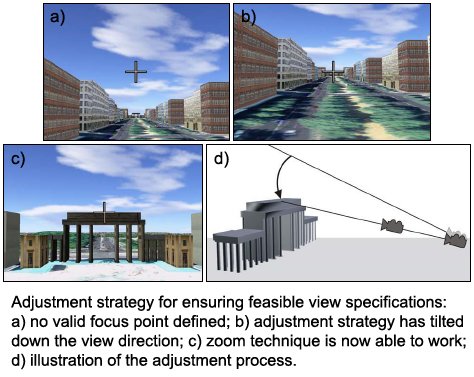 a)
b)
c)
d)
Adjustment strategy for ensuring feasible view specifications:
a) no valid focus point defined; b) adjustment strategy has tilted
down the view direction; c) zoom technique is now able to work;
d) illustration of the adjustment process.